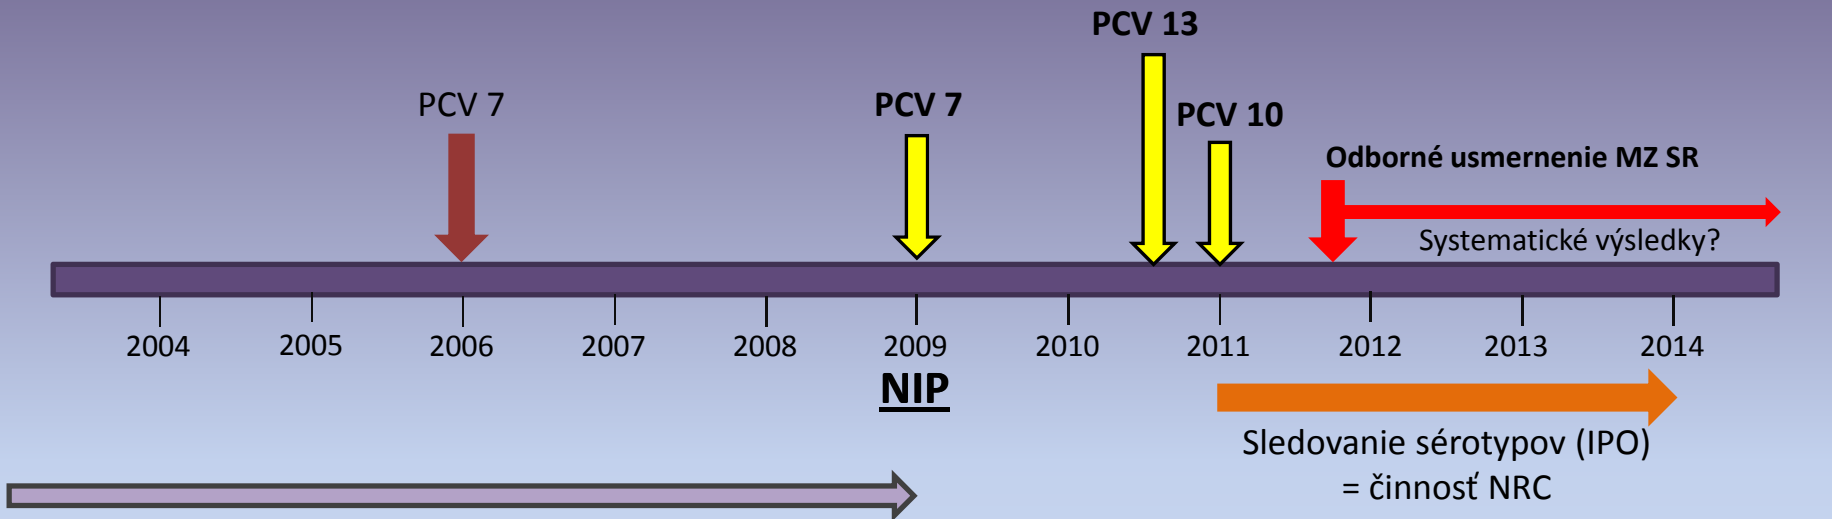 PCV 13
PCV 7
PCV 7
PCV 10
Odborné usmernenie MZ SR
Systematické výsledky?
2004
2005
2006
2007
2008
2009
2010
2011
2012
2013
2014
NIP
Sledovanie sérotypov (IPO)
= činnosť NRC